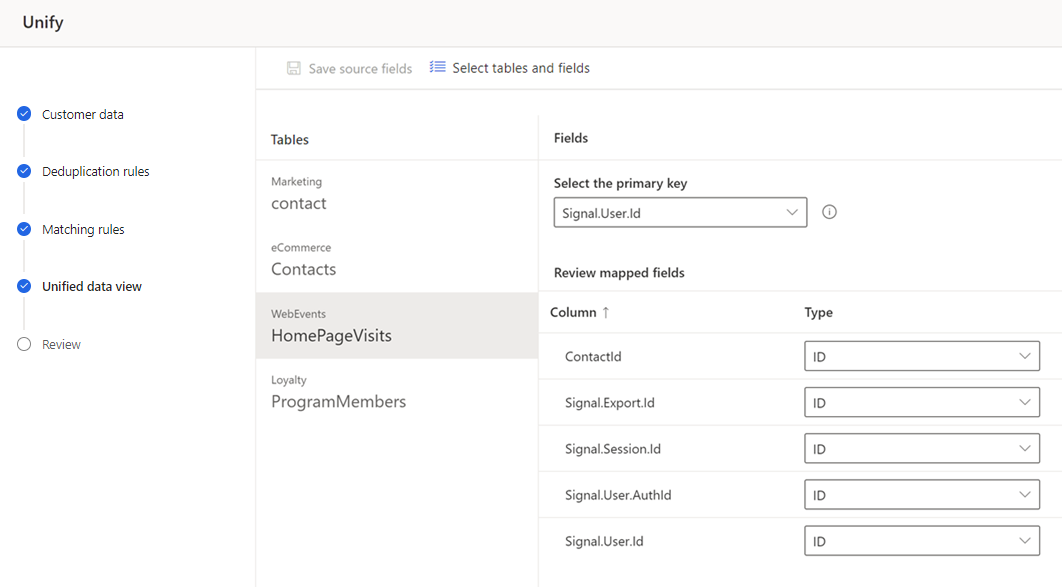 Unify
Customer data
Deduplication rules
Matching rules
Unified data view
Review
Save source fields
Select tables and fields
Tables
Marketing
contact
eCommerce
Contacts
WebEvents
HomePageVisits
Loyalty
ProgramMembers
Fields
Select the primary key
Signal.User.Id
Review mapped fields
Column ↑ Type
ContactId ID
Signal.Export.Id ID
Signal.Session.Id ID
Signal.User.AuthId ID
Signal.User.Id ID